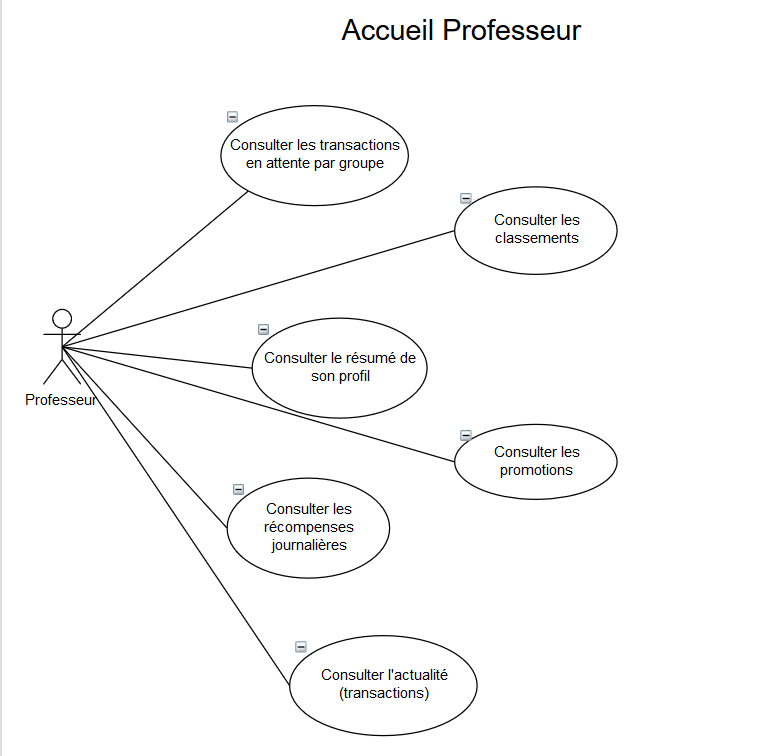 Accueil Professeur
Consulter les transactions
en attente par groupe
Consulter les
classements
Consulter le résumé de
son profil
Professeur
Consulter les
promotions
Consulter les
récompenses
journalières
Consulter l'actualité
(transactions)